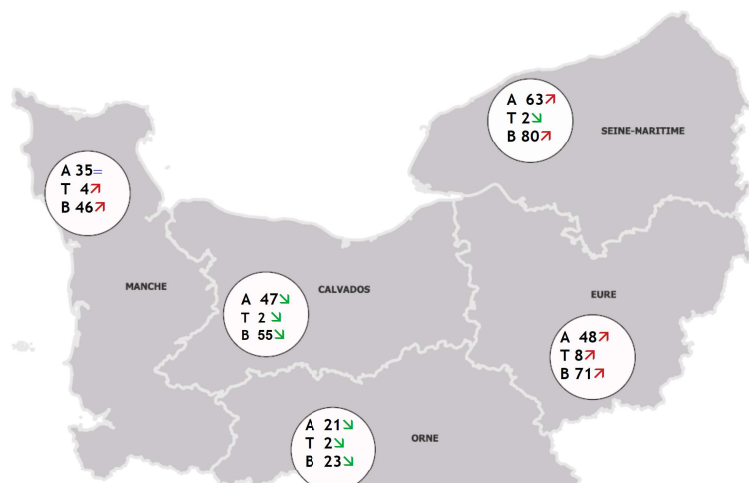 A 63↗
T 2↘
B 80↗
SEINE-MARITIME
A 35=
T 4↗
B 46↗
MANCHE
A 47↘
T 2↘
B 55↘
CALVADOS
EURE
A 48↗
T 8↗
B 71↗
A 21↘
T 2↘
B 23↘
ORNE